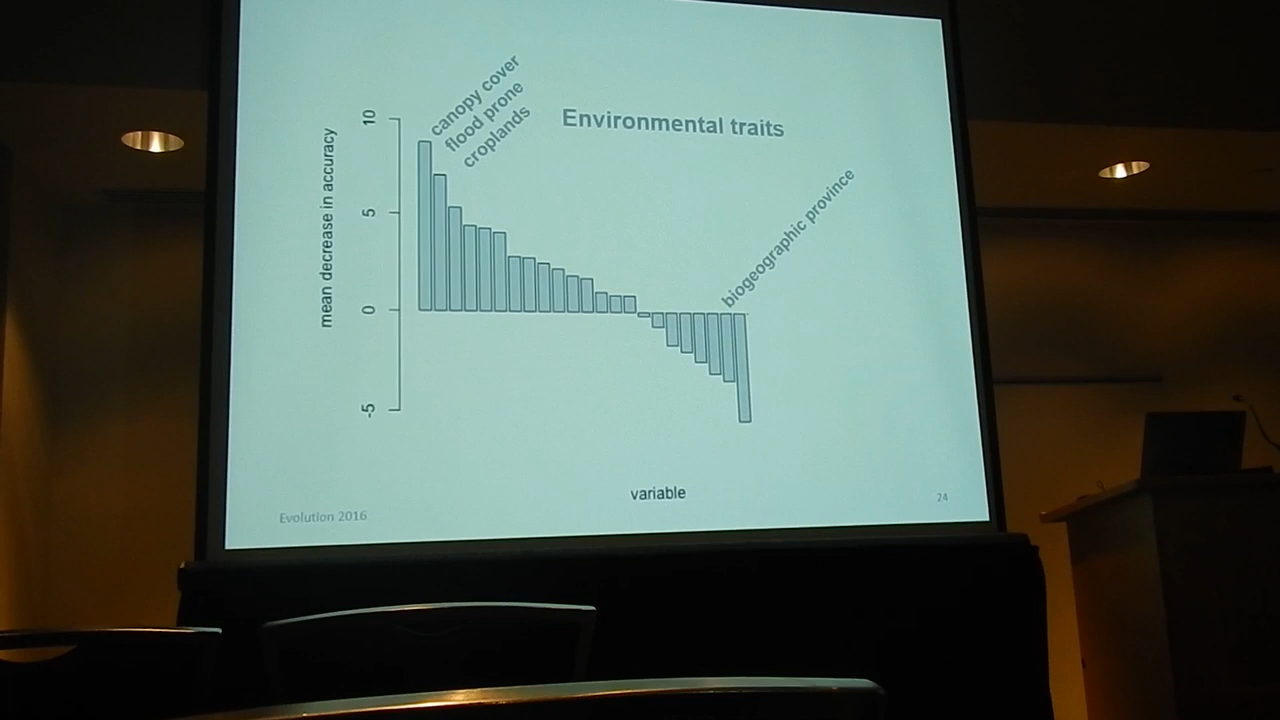 Environmental traits
canopy cover
flood prone
croplands
biogeographic province
mean decrease in accuracy
10
5
0
-5
variable
Evolution 2016
24